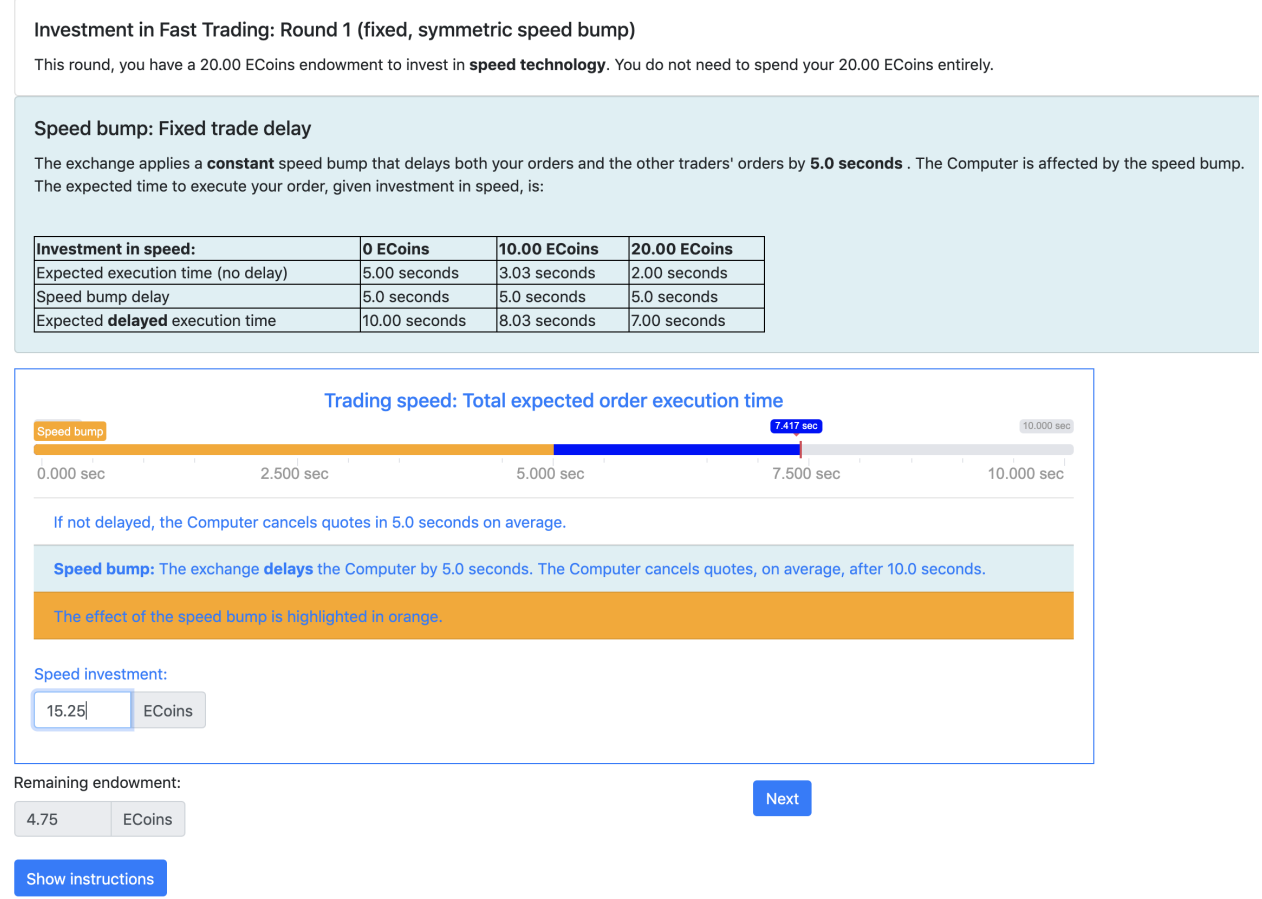 Investment in Fast Trading: Round 1 (fixed, symmetric speed bump)
This round, you have a 20.00 ECoins endowment to invest in speed technology. You do not need to spend your 20.00 ECoins entirely.
Speed bump: Fixed trade delay
The exchange applies a constant speed bump that delays both your orders and the other traders' orders by 5.0 seconds . The Computer is affected by the speed bump.
The expected time to execute your order, given investment in speed, is:
Investment in speed: 0 ECoins 10.00 ECoins 20.00 ECoins
Expected execution time (no delay) 5.00 seconds 3.03 seconds 2.00 seconds
Speed bump delay 5.0 seconds 5.0 seconds 5.0 seconds
Expected delayed execution time 10.00 seconds 8.03 seconds 7.00 seconds
Trading speed: Total expected order execution time
Speed bump 7.417 sec 10.000 sec
0.000 sec 2.500 sec 5.000 sec 7.500 sec 10.000 sec
If not delayed, the Computer cancels quotes in 5.0 seconds on average.
Speed bump: The exchange delays the Computer by 5.0 seconds. The Computer cancels quotes, on average, after 10.0 seconds.
The effect of the speed bump is highlighted in orange.
Speed investment:
15.25 ECoins
Remaining endowment:
4.75 ECoins
Next
Show instructions